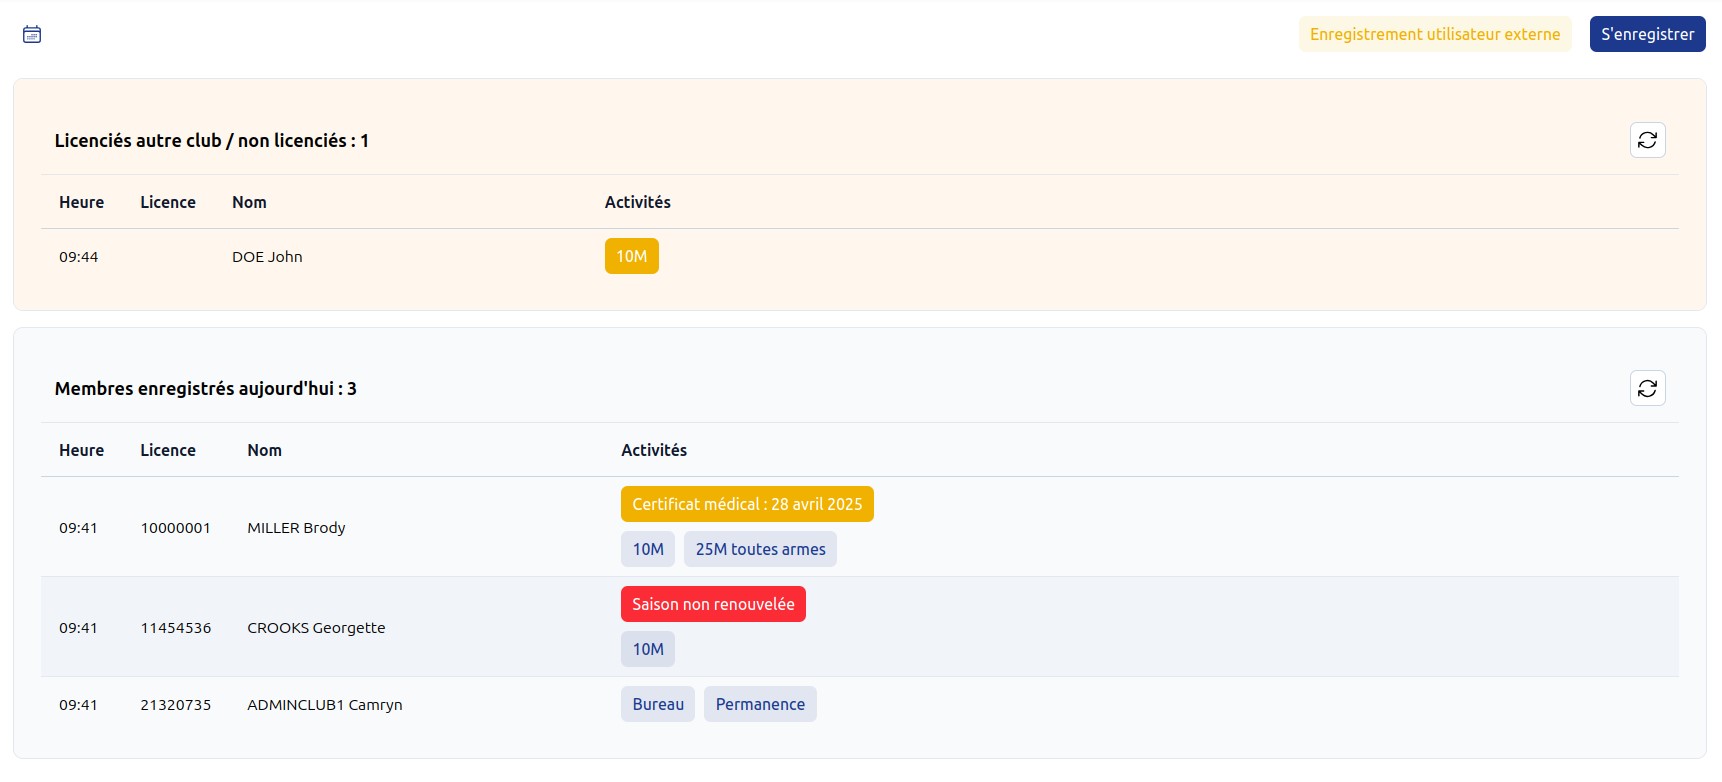 Enregistrement utilisateur externe S'enregistrer
Licenciés autre club / non licenciés : 1
Heure Licence Nom Activités
09:44 DOE John 10M
Membres enregistrés aujourd'hui : 3
Heure Licence Nom Activités
Certificat médical : 28 avril 2025
09:41 10000001 MILLER Brody
10M 25M toutes armes
Saison non renouvelée
09:41 11454536 CROOKS Georgette
10M
09:41 21320735 ADMINCLUB1 Camryn Bureau Permanence